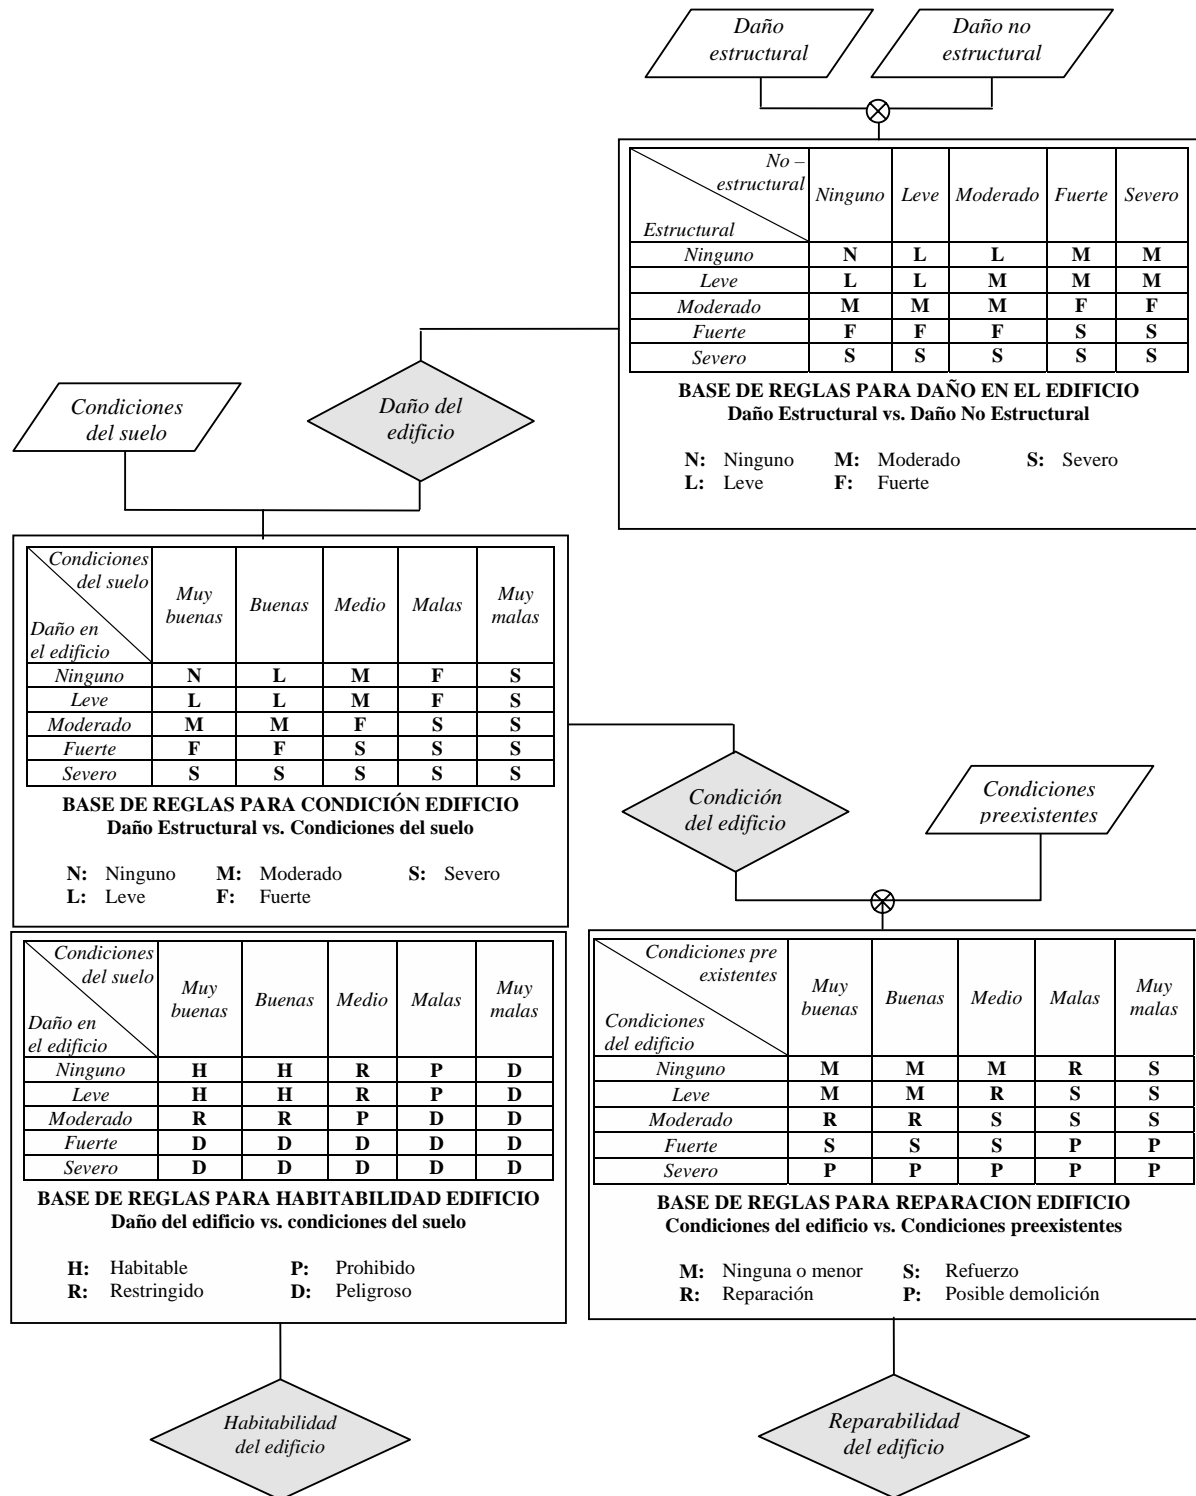 Daño
estructural
Daño no
estructural
No –
estructural
Estructural
Ninguno Leve Moderado Fuerte Severo
Ninguno N L L M M
Leve L L M M M
Moderado M M M F F
Fuerte F F F S S
Severo S S S S S
BASE DE REGLAS PARA DAÑO EN EL EDIFICIO
Daño Estructural vs. Daño No Estructural
N: Ninguno M: Moderado S: Severo
L: Leve F: Fuerte
Condiciones
del suelo
Daño del
edificio
Condiciones
del suelo
Daño en
el edificio
Muy
buenas
Buenas
Medio
Malas
Muy
malas
Ninguno N L M F S
Leve L L M F S
Moderado M M F S S
Fuerte F F S S S
Severo S S S S S
BASE DE REGLAS PARA CONDICIÓN EDIFICIO
Daño Estructural vs. Condiciones del suelo
N: Ninguno M: Moderado S: Severo
L: Leve F: Fuerte
Condición
del edificio
Condiciones
preexistentes
Condiciones
del suelo
Daño en
el edificio
Muy
buenas
Buenas
Medio
Malas
Muy
malas
Ninguno H H R P D
Leve H H R P D
Moderado R R P D D
Fuerte D D D D D
Severo D D D D D
BASE DE REGLAS PARA HABITABILIDAD EDIFICIO
Daño del edificio vs. condiciones del suelo
H: Habitable P: Prohibido
R: Restringido D: Peligroso
Condiciones pre
existentes
Condiciones
del edificio
Muy
buenas
Buenas
Medio
Malas
Muy
malas
Ninguno M M M R S
Leve M M R S S
Moderado R R S S S
Fuerte S S S P P
Severo P P P P P
BASE DE REGLAS PARA REPARACION EDIFICIO
Condiciones del edificio vs. Condiciones preexistentes
M: Ninguna o menor S: Refuerzo
R: Reparación P: Posible demolición
Habitabilidad
del edificio
Reparabilidad
del edificio